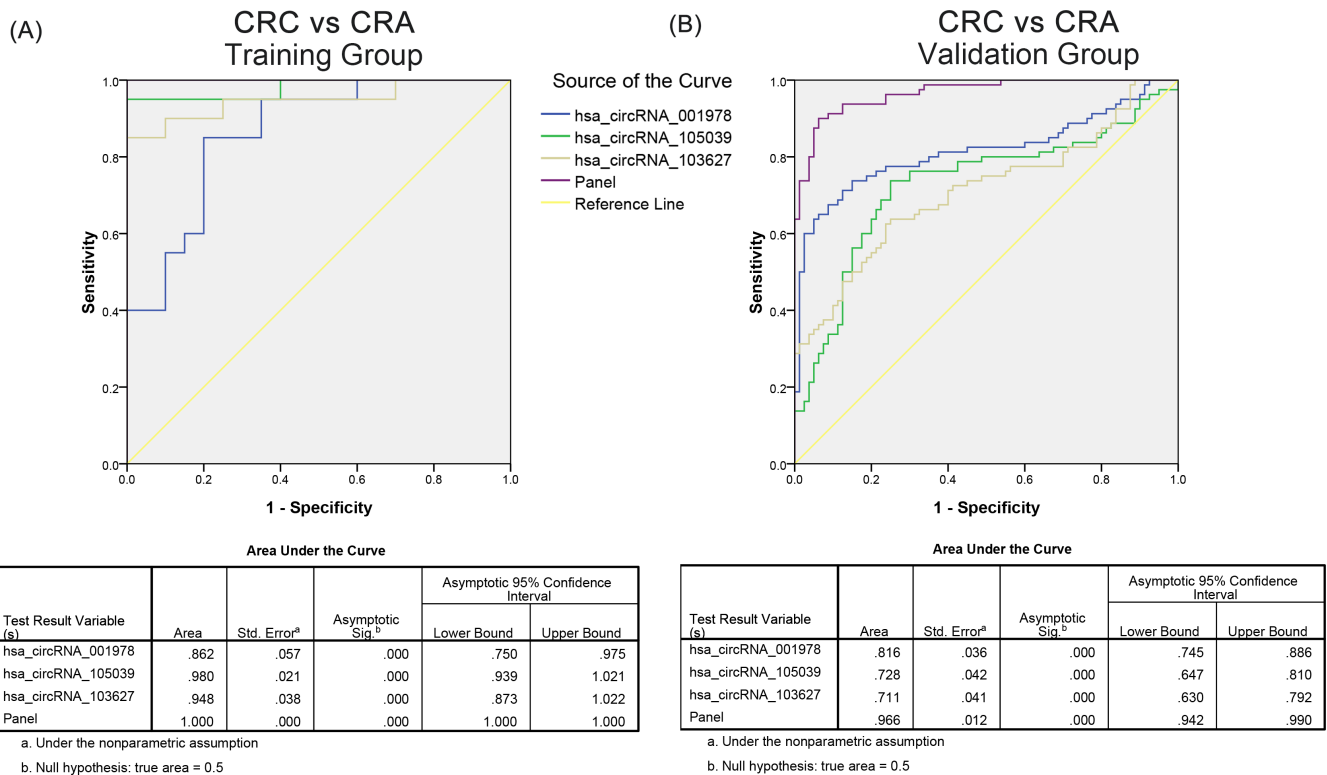 (A)
CRC vs CRA
Training Group
1.0
0.8
0.6
0.4
0.2
0.0
0.0 0.2 0.4 0.6 0.8 1.0
Sensitivity
1 - Specificity
Source of the Curve
hsa_circRNA_001978
hsa_circRNA_105039
hsa_circRNA_103627
Panel
Reference Line
(B)
CRC vs CRA
Validation Group
1.0
0.8
0.6
0.4
0.2
0.0
0.0 0.2 0.4 0.6 0.8 1.0
Sensitivity
1 - Specificity
Area Under the Curve
Test Result Variable
(s)
Area
Std. Errorª
Asymptotic
Sig.ᵇ
Asymptotic 95% Confidence
Interval
Lower Bound Upper Bound
hsa_circRNA_001978 .862 .057 .000 .750 .975
hsa_circRNA_105039 .980 .021 .000 .939 1.021
hsa_circRNA_103627 .948 .038 .000 .873 1.022
Panel 1.000 .000 .000 1.000 1.000
a. Under the nonparametric assumption
b. Null hypothesis: true area = 0.5
Area Under the Curve
Test Result Variable
(s)
Area
Std. Errorª
Asymptotic
Sig.ᵇ
Asymptotic 95% Confidence
Interval
Lower Bound Upper Bound
hsa_circRNA_001978 .816 .036 .000 .745 .886
hsa_circRNA_105039 .728 .042 .000 .647 .810
hsa_circRNA_103627 .711 .041 .000 .630 .792
Panel .966 .012 .000 .942 .990
a. Under the nonparametric assumption
b. Null hypothesis: true area = 0.5